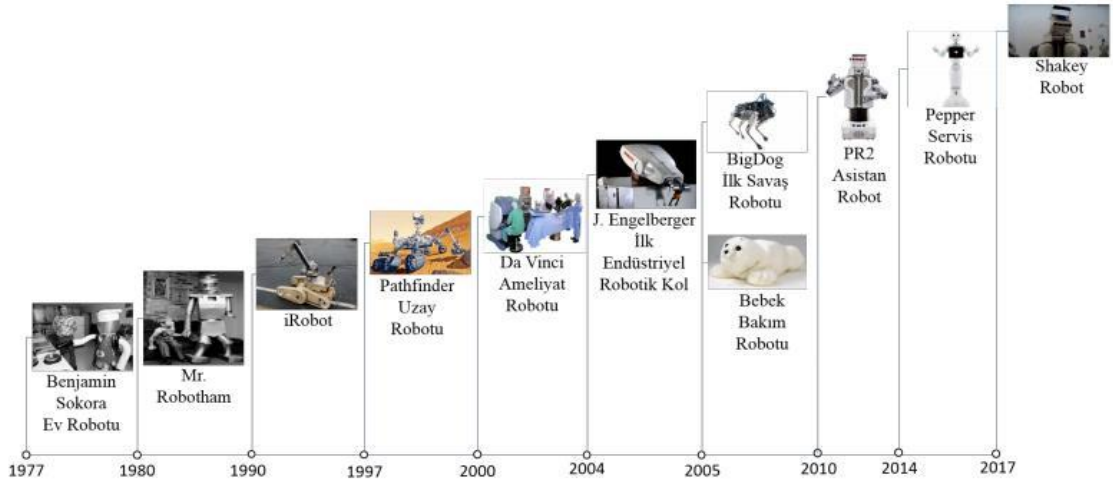 Benjamin
Sokora
Ev Robotu
Mr.
Robotham
iRobot
Pathfinder
Uzay
Robotu
Da Vinci
Ameliyat
Robotu
J. Engelberger
İlk
Endüstriyel
Robotik Kol
BigDog
İlk Savaş
Robotu
Bebek
Bakım
Robotu
PR2
Asistan
Robot
Pepper
Servis
Robotu
Shakey
Robot
1977 1980 1990 1997 2000 2004 2005 2010 2014 2017